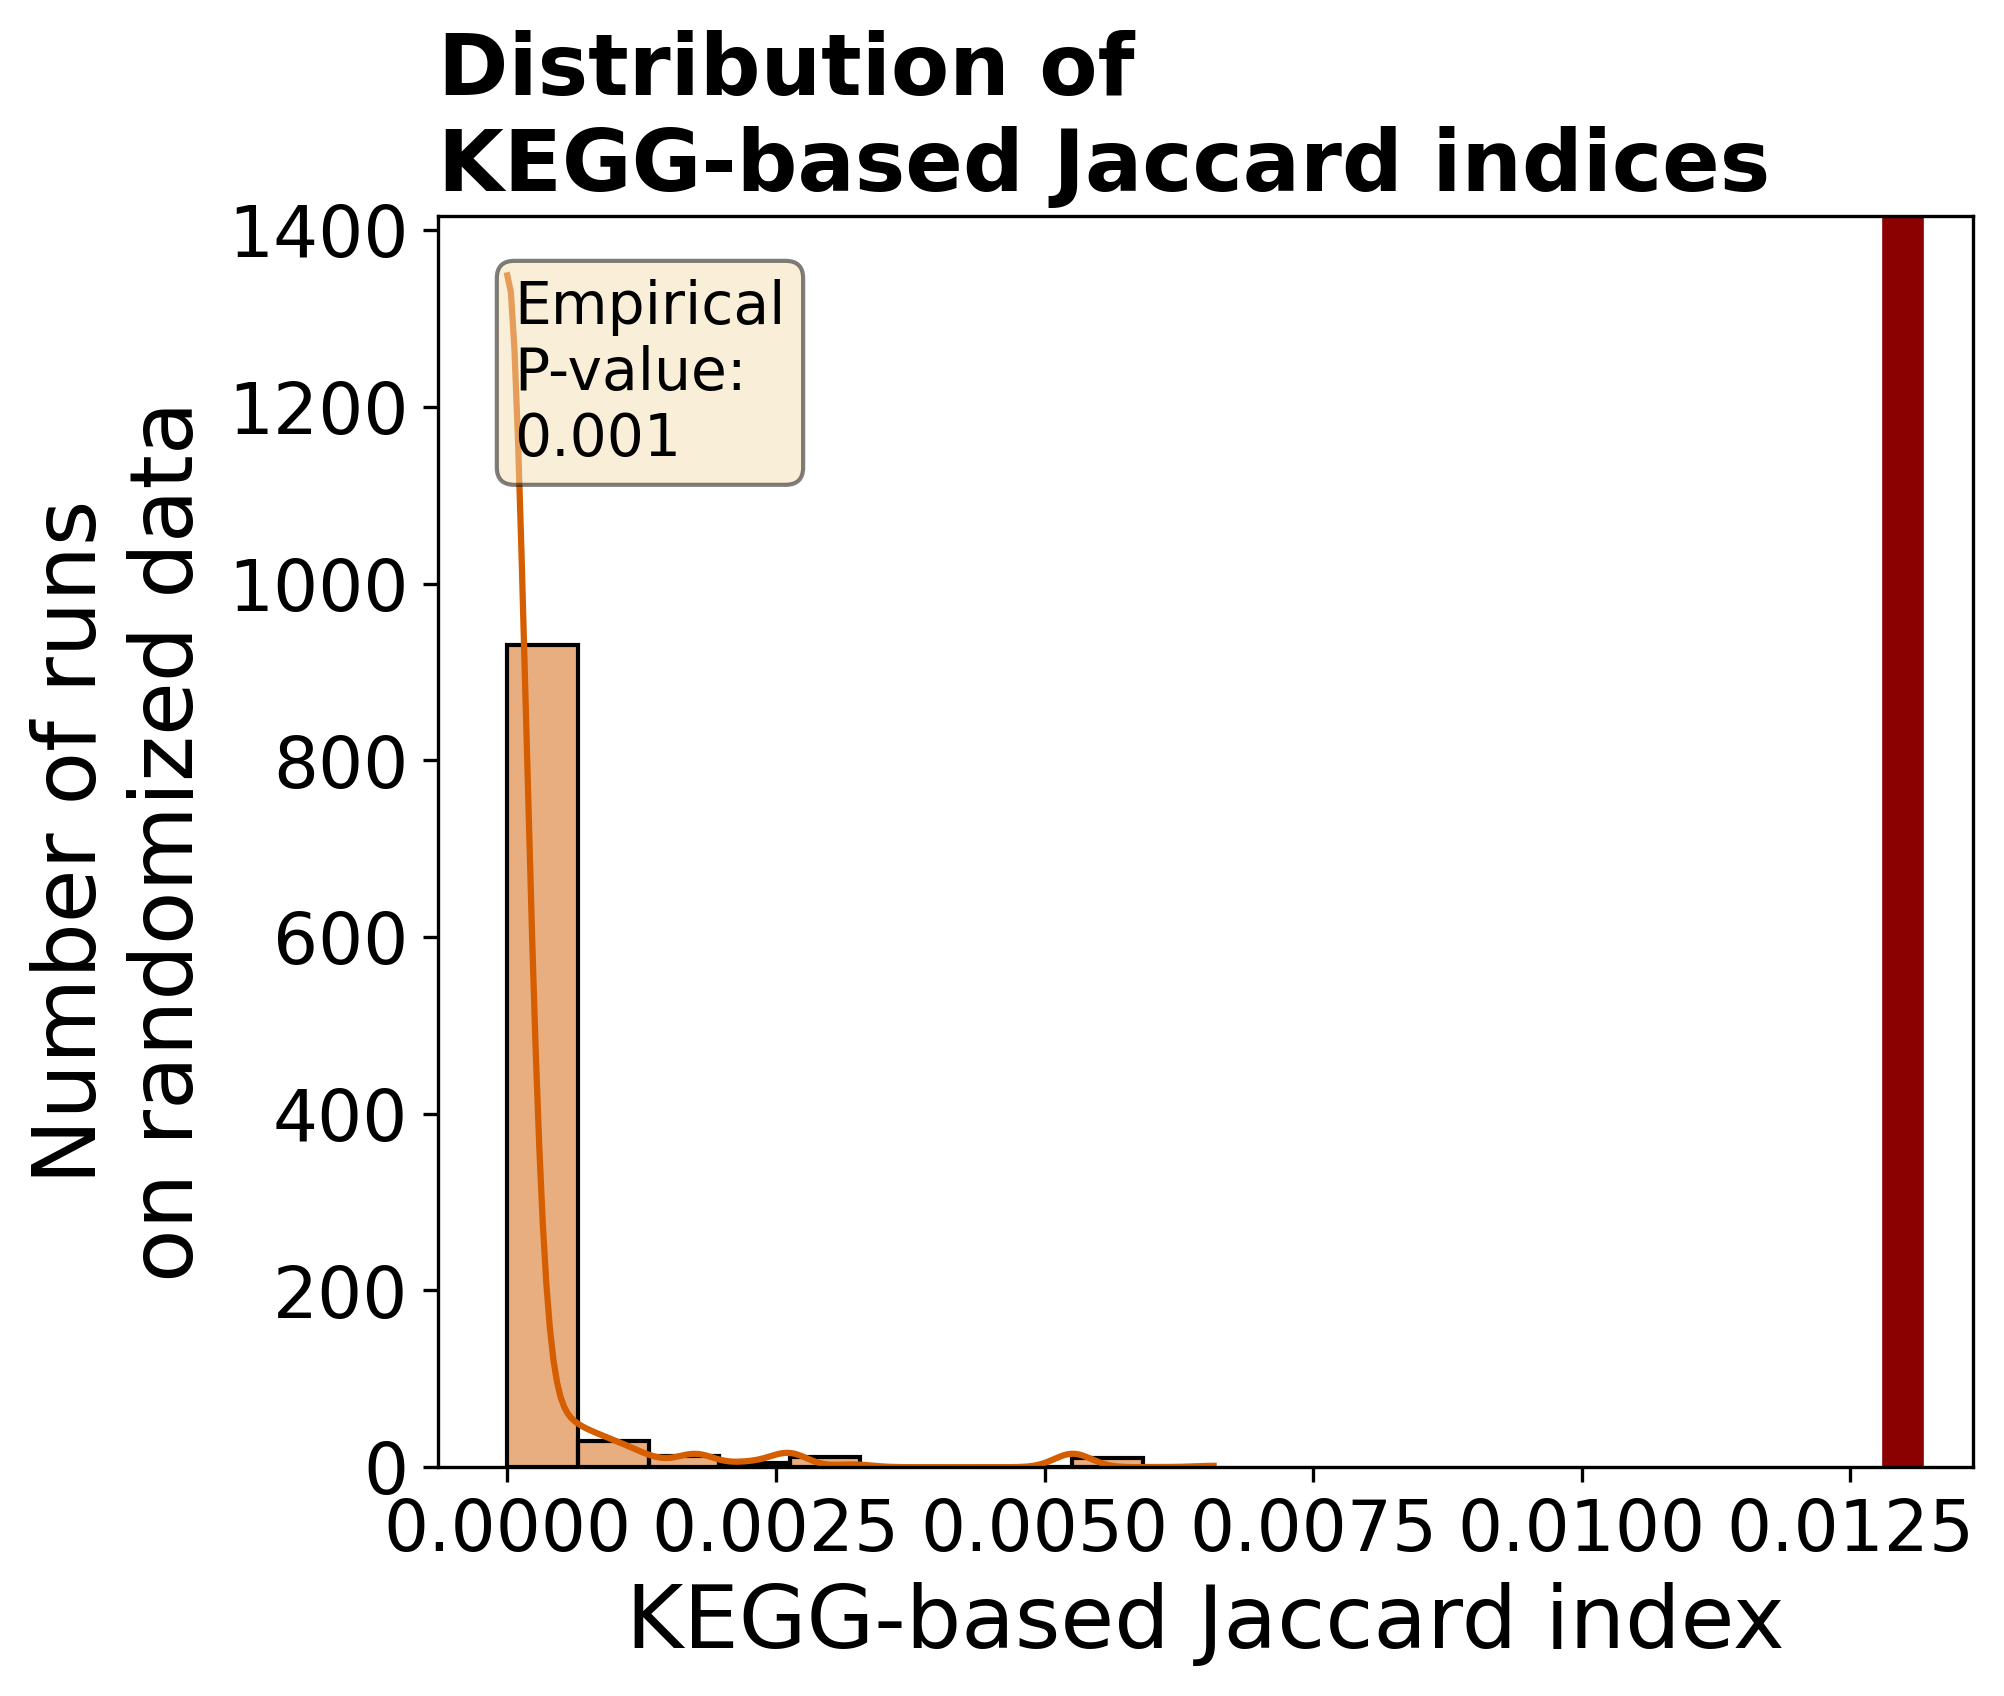 Distribution of
KEGG-based Jaccard indices
Number of runs
on randomized data
1400
1200
1000
800
600
400
200
0
Empirical
P-value:
0.001
0.0000 0.0025 0.0050 0.0075 0.0100 0.0125
KEGG-based Jaccard index